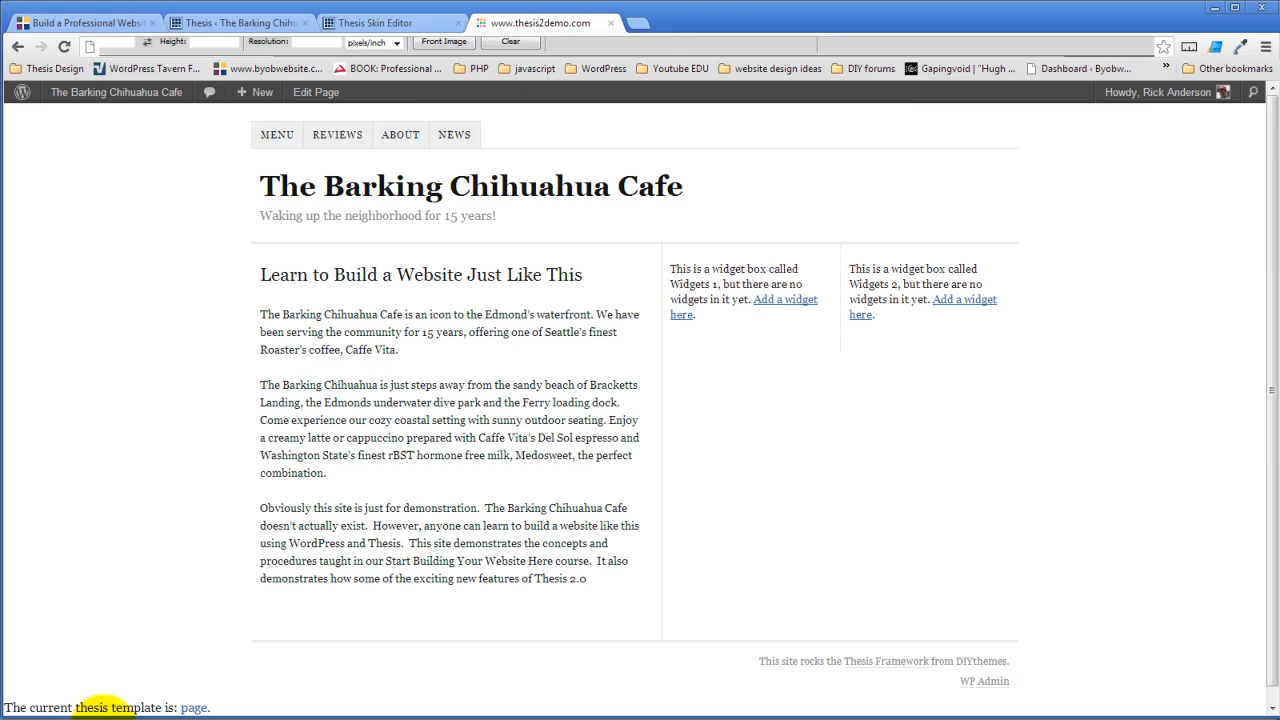 Build a Professional Websi
Thesis ‹ The Barking Chihu
Thesis Skin Editor
www.thesis2demo.com
Height:
Resolution:
pixels/inch
Front Image
Clear
Thesis Design
WordPress Tavern F...
www.byobwebsite.c...
BOOK: Professional ...
PHP
javascript
WordPress
Youtube EDU
website design ideas
DIY forums
Gapingvoid | "Hugh ...
Dashboard ‹ Byobw...
»
Other bookmarks
The Barking Chihuahua Cafe
+ New
Edit Page
Howdy, Rick Anderson
MENU
REVIEWS
ABOUT
NEWS
The Barking Chihuahua Cafe
Waking up the neighborhood for 15 years!
Learn to Build a Website Just Like This
The Barking Chihuahua Cafe is an icon to the Edmond's waterfront. We have
been serving the community for 15 years, offering one of Seattle's finest
Roaster's coffee, Caffe Vita.
The Barking Chihuahua is just steps away from the sandy beach of Bracketts
Landing, the Edmonds underwater dive park and the Ferry loading dock.
Come experience our cozy coastal setting with sunny outdoor seating. Enjoy
a creamy latte or cappuccino prepared with Caffe Vita's Del Sol espresso and
Washington State's finest rBST hormone free milk, Medosweet, the perfect
combination.
Obviously this site is just for demonstration.  The Barking Chihuahua Cafe
doesn't actually exist.  However, anyone can learn to build a website like this
using WordPress and Thesis.  This site demonstrates the concepts and
procedures taught in our Start Building Your Website Here course.  It also
demonstrates how some of the exciting new features of Thesis 2.0
This is a widget box called
Widgets 1, but there are no
widgets in it yet. Add a widget
here.
This is a widget box called
Widgets 2, but there are no
widgets in it yet. Add a widget
here.
This site rocks the Thesis Framework from DIYthemes.
WP Admin
The current thesis template is: page.